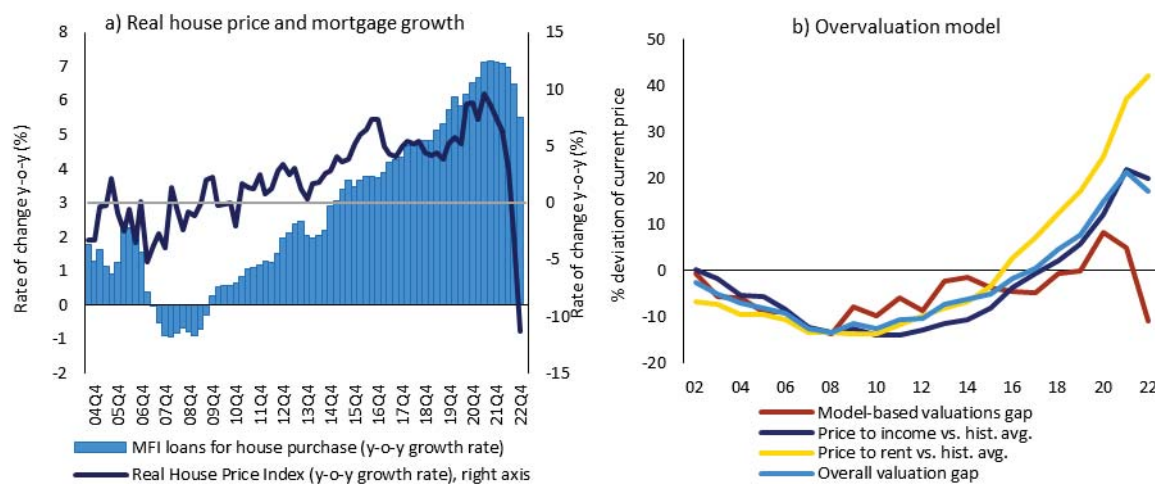 a) Real house price and mortgage growth
Rate of change y-o-y (%)
8
7
6
5
4
3
2
1
0
-1
-2
15
10
5
0
-5
-10
-15
Rate of change y-o-y (%)
04Q4
05Q4
06Q4
07Q4
08Q4
09Q4
10Q4
11Q4
12Q4
13Q4
14Q4
15Q4
16Q4
17Q4
18Q4
19Q4
20Q4
21Q4
22Q4
MFI loans for house purchase (y-o-y growth rate)
Real House Price Index (y-o-y growth rate), right axis
b) Overvaluation model
% deviation of current price
50
40
30
20
10
0
-10
-20
02 04 06 08 10 12 14 16 18 20 22
Model-based valuations gap
Price to income vs. hist. avg.
Price to rent vs. hist. avg.
Overall valuation gap